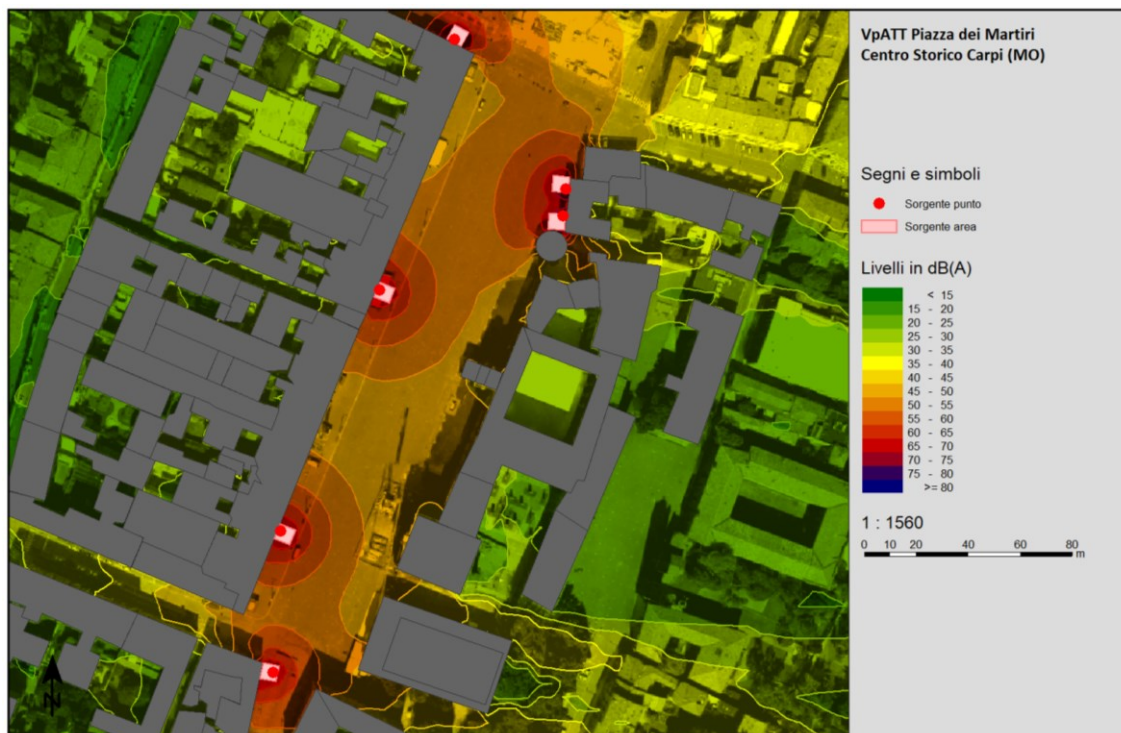 VpATT Piazza dei Martiri
Centro Storico Carpi (MO)
Segni e simboli
Sorgente punto
Sorgente area
Livelli in dB(A)
< 15
15 - 20
20 - 25
25 - 30
30 - 35
35 - 40
40 - 45
45 - 50
50 - 55
55 - 60
60 - 65
65 - 70
70 - 75
75 - 80
>= 80
1 : 1560
0 10 20 40 60 80 m
N